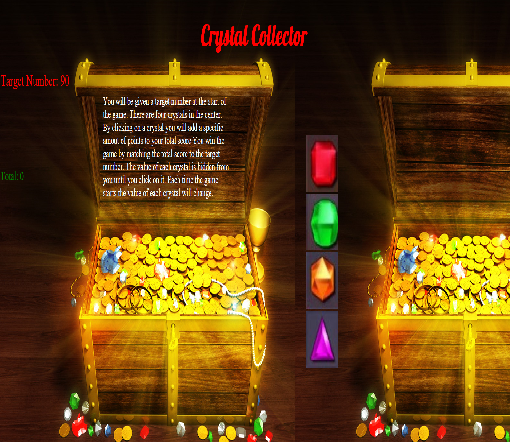 Crystal Collector
Target Number: 90
You will be given a target number at the start of
the game. There are four crystals in the center.
By clicking on a crystal you will add a specific
amout of points to your total score. You win the
game by matching the total score to the target
number. The value of each crystal is hidden from
you until you click on it. Each time the game
starts the value of each crystal will change.
Total: 0